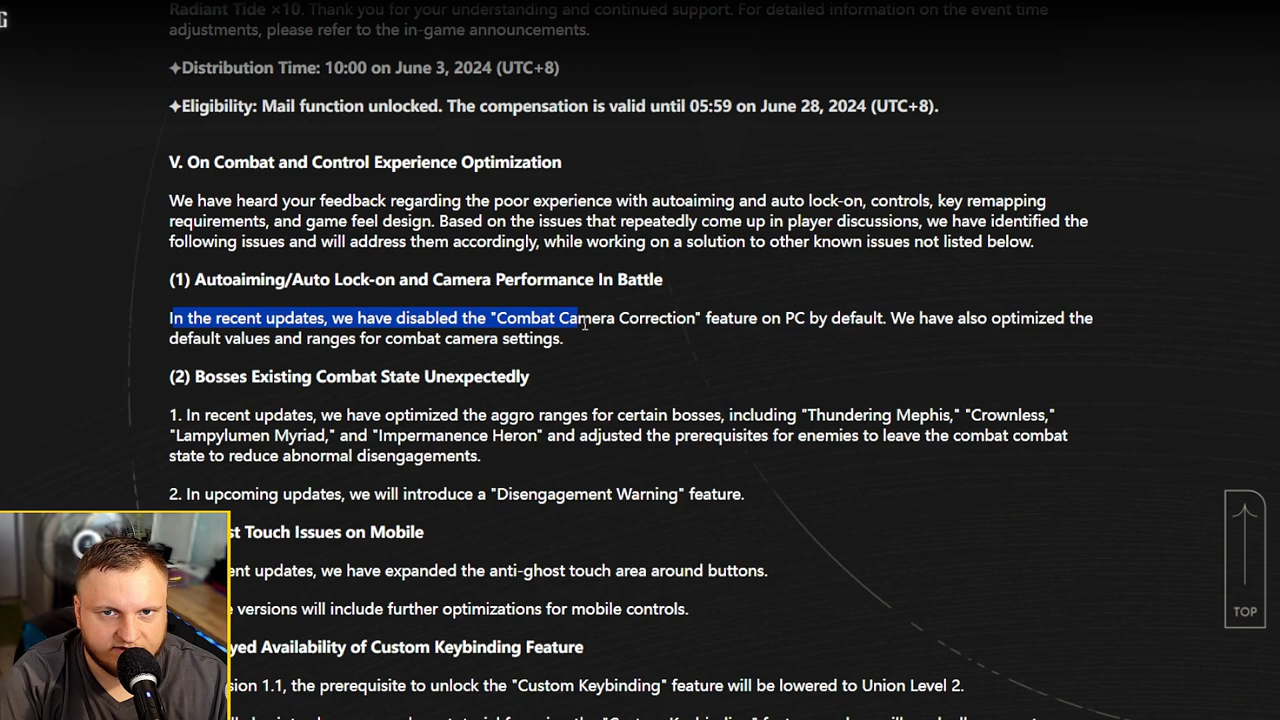 Radiant Tide ×10. Thank you for your understanding and continued support. For detailed information on the event time
adjustments, please refer to the in-game announcements.
✦Distribution Time: 10:00 on June 3, 2024 (UTC+8)
✦Eligibility: Mail function unlocked. The compensation is valid until 05:59 on June 28, 2024 (UTC+8).
V. On Combat and Control Experience Optimization
We have heard your feedback regarding the poor experience with autoaiming and auto lock-on, controls, key remapping
requirements, and game feel design. Based on the issues that repeatedly come up in player discussions, we have identified the
following issues and will address them accordingly, while working on a solution to other known issues not listed below.
(1) Autoaiming/Auto Lock-on and Camera Performance In Battle
In the recent updates, we have disabled the "Combat Camera Correction" feature on PC by default. We have also optimized the
default values and ranges for combat camera settings.
(2) Bosses Existing Combat State Unexpectedly
1. In recent updates, we have optimized the aggro ranges for certain bosses, including "Thundering Mephis," "Crownless,"
"Lampylumen Myriad," and "Impermanence Heron" and adjusted the prerequisites for enemies to leave the combat combat
state to reduce abnormal disengagements.
2. In upcoming updates, we will introduce a "Disengagement Warning" feature.
Touch Issues on Mobile
updates, we have expanded the anti-ghost touch area around buttons.
versions will include further optimizations for mobile controls.
Availability of Custom Keybinding Feature
1.1, the prerequisite to unlock the "Custom Keybinding" feature will be lowered to Union Level 2.
TOP